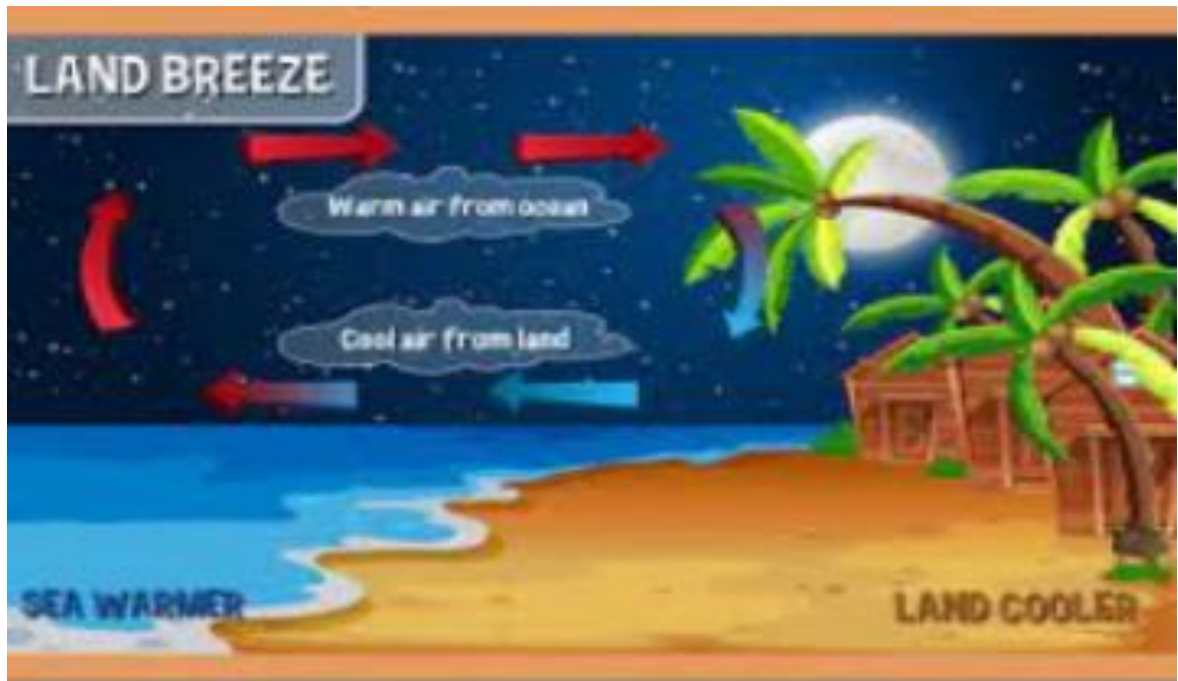 LAND BREEZE
Warm air from ocean
Cool air from land
SEA WARMER
LAND COOLER